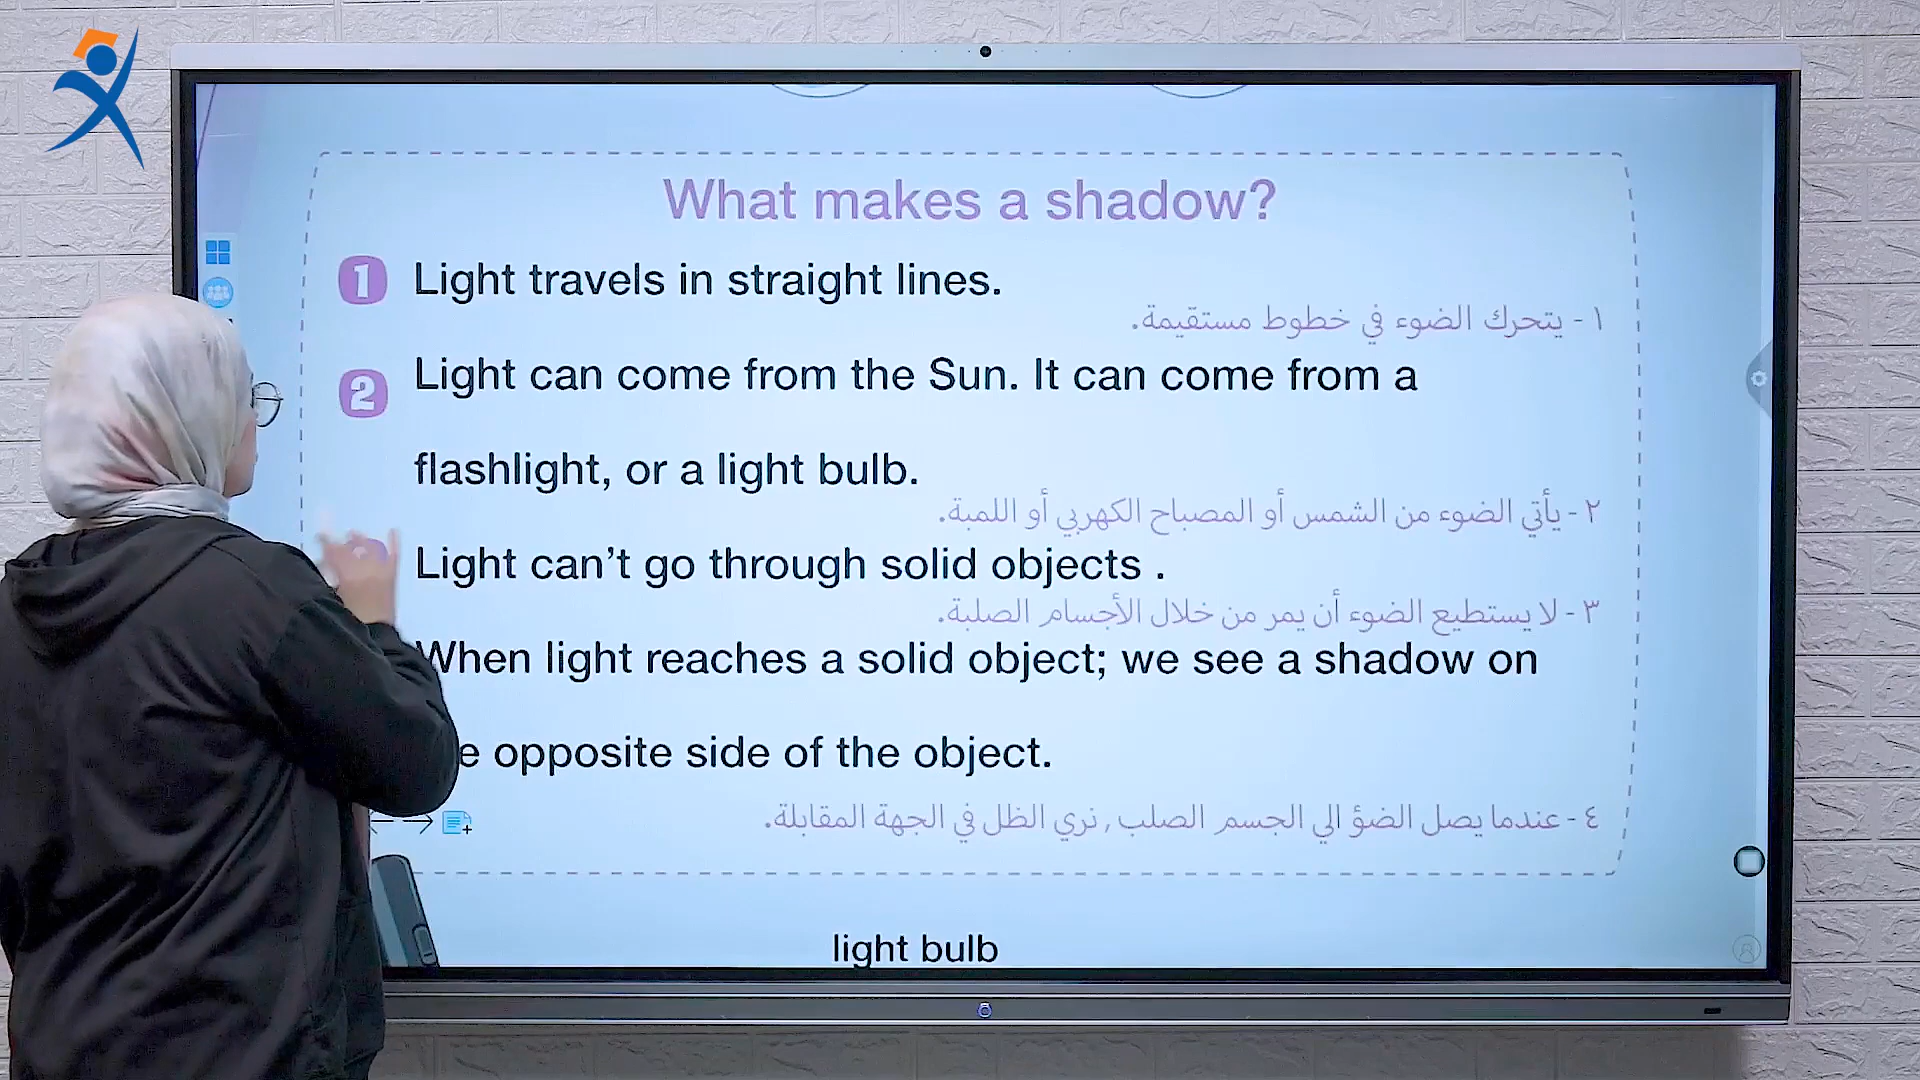 What makes a shadow?
1 Light travels in straight lines.
١ - يتحرك الضوء في خطوط مستقيمة.
2 Light can come from the Sun. It can come from a
flashlight, or a light bulb.
٢ - يأتي الضوء من الشمس أو المصباح الكهربي أو اللمبة.
Light can’t go through solid objects .
٣ - لا يستطيع الضوء أن يمر من خلال الأجسام الصلبة.
When light reaches a solid object; we see a shadow on
e opposite side of the object.
٤ - عندما يصل الضؤ الي الجسم الصلب , نري الظل في الجهة المقابلة.
light bulb